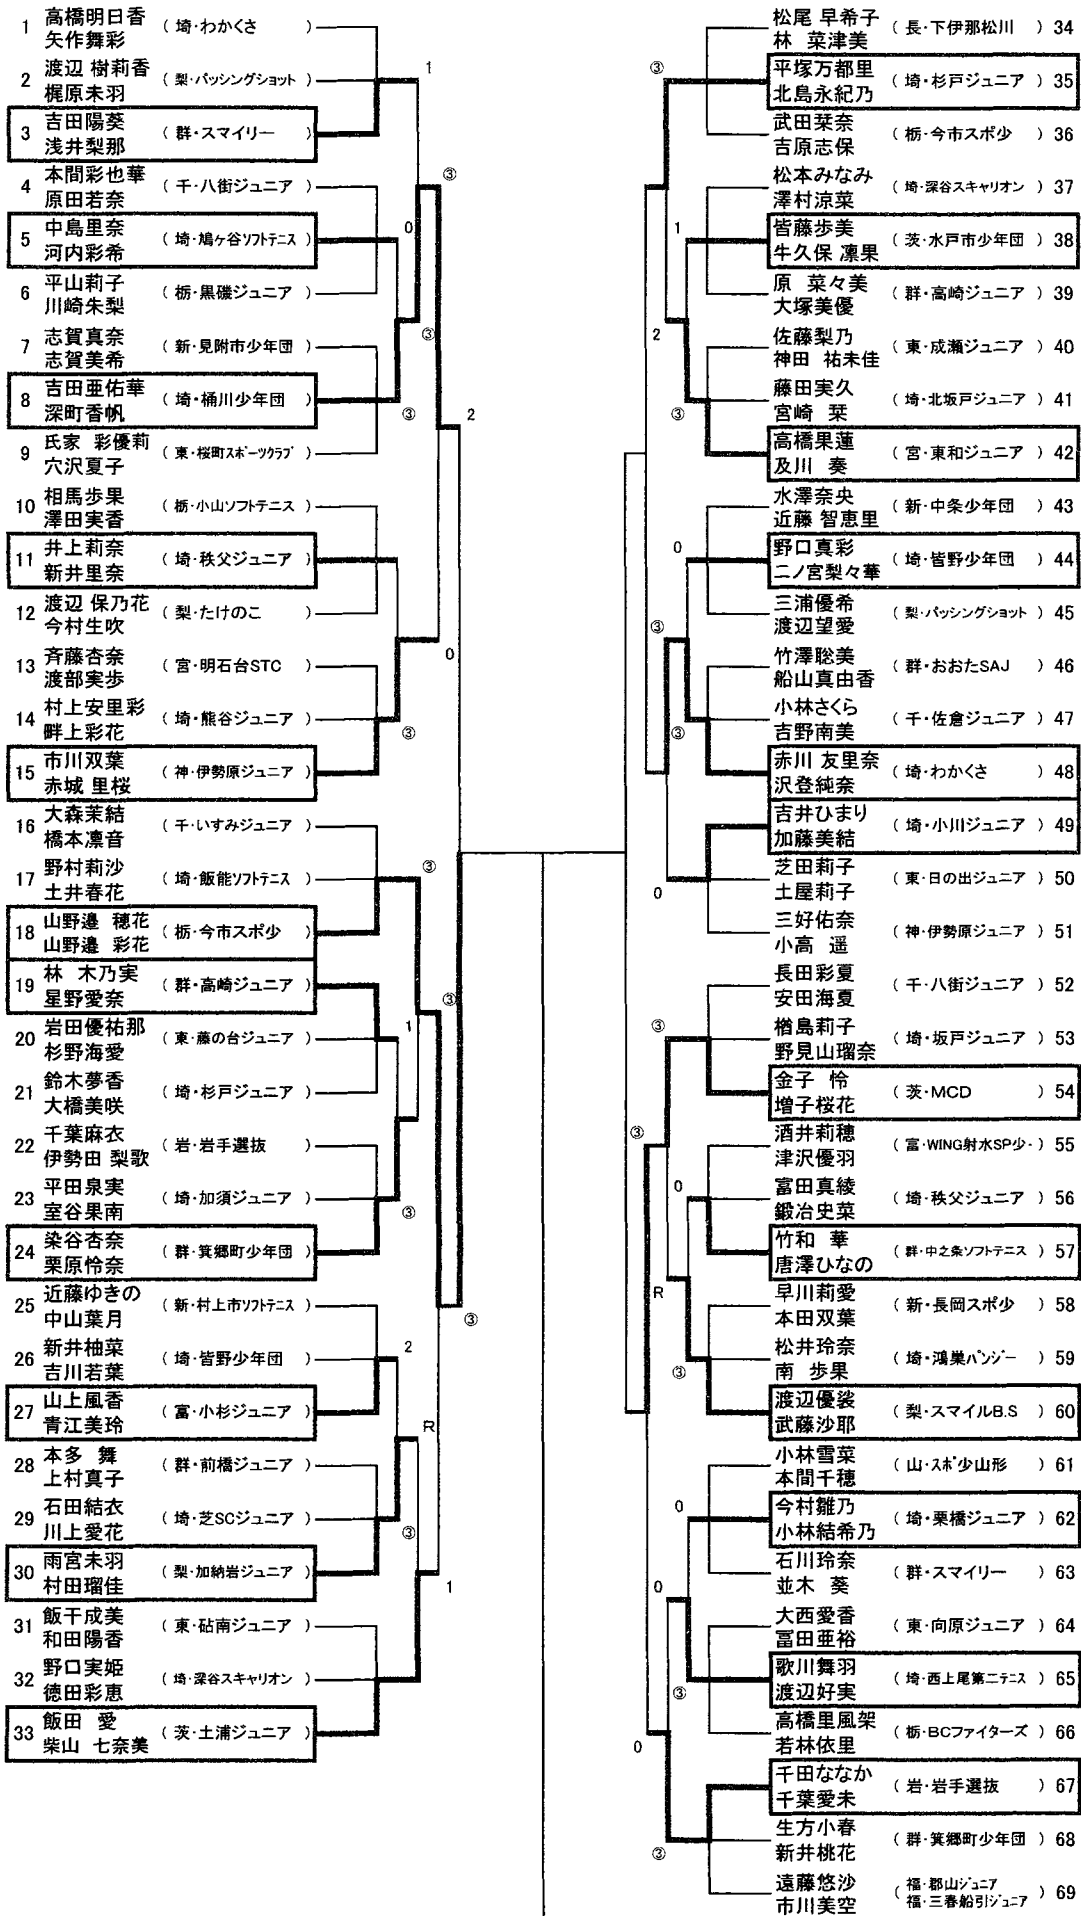 1 高橋明日香 (埼・わかくさ)
矢作舞彩
2 渡辺 樹莉香 (梨・パッシングショット)
梶原未羽
3 吉田陽葵 (群・スマイリー)
浅井梨那
4 本間彩也華 (千・八街ジュニア)
原田若奈
5 中島里奈 (埼・鳩ヶ谷ソフトテニス)
河内彩希
6 平山莉子 (栃・黒磯ジュニア)
川崎朱梨
7 志賀真奈 (新・見附市少年団)
志賀美希
8 吉田亜佑華 (埼・桶川少年団)
深町香帆
9 氏家 彩優莉 (東・桜町スポーツクラブ)
穴沢夏子
10 相馬歩果 (栃・小山ソフトテニス)
澤田実香
11 井上莉奈 (埼・秩父ジュニア)
新井里奈
12 渡辺 保乃花 (梨・たけのこ)
今村生吹
13 斉藤杏奈 (宮・明石台STC)
渡部実歩
14 村上安里彩 (埼・熊谷ジュニア)
畔上彩花
15 市川双葉 (神・伊勢原ジュニア)
赤城 里桜
16 大森茉結 (千・いすみジュニア)
橋本凛音
17 野村莉沙 (埼・飯能ソフトテニス)
土井春花
18 山野邉 穂花 (栃・今市スポ少)
山野邉 彩花
19 林 木乃実 (群・高崎ジュニア)
星野愛奈
20 岩田優祐那 (東・藤の台ジュニア)
杉野海愛
21 鈴木夢香 (埼・杉戸ジュニア)
大橋美咲
22 千葉麻衣 (岩・岩手選抜)
伊勢田 梨歌
23 平田泉実 (埼・加須ジュニア)
室谷果南
24 染谷杏奈 (群・箕郷町少年団)
栗原怜奈
25 近藤ゆきの (新・村上市ソフトテニス)
中山葉月
26 新井柚菜 (埼・皆野少年団)
吉川若葉
27 山上風香 (富・小杉ジュニア)
青江美玲
28 本多 舞 (群・前橋ジュニア)
上村真子
29 石田結衣 (埼・芝SCジュニア)
川上愛花
30 雨宮未羽 (梨・加納岩ジュニア)
村田瑠佳
31 飯干成美 (東・砧南ジュニア)
和田陽香
32 野口実姫 (埼・深谷スキャリオン)
徳田彩恵
33 飯田 愛 (茨・土浦ジュニア)
柴山 七奈美
1
③
0
③
③
2
③
0
③
③
③
1
③
③
2
R
③
1
松尾 早希子 (長・下伊那松川) 34
林 菜津美
平塚万都里 (埼・杉戸ジュニア) 35
北島永紀乃
武田栞奈 (栃・今市スポ少) 36
吉原志保
松本みなみ (埼・深谷スキャリオン) 37
澤村涼菜
皆藤歩美 (茨・水戸市少年団) 38
牛久保 凛果
原 菜々美 (群・高崎ジュニア) 39
大塚美優
佐藤梨乃 (東・成瀬ジュニア) 40
神田 祐未佳
藤田実久 (埼・北坂戸ジュニア) 41
宮崎 栞
高橋果蓮 (宮・東和ジュニア) 42
及川 奏
水澤奈央 (新・中条少年団) 43
近藤 智恵里
野口真彩 (埼・皆野少年団) 44
二ノ宮梨々華
三浦優希 (梨・パッシングショット) 45
渡辺望愛
竹澤聡美 (群・おおたSAJ) 46
船山真由香
小林さくら (千・佐倉ジュニア) 47
吉野南美
赤川 友里奈 (埼・わかくさ) 48
沢登純奈
吉井ひまり (埼・小川ジュニア) 49
加藤美結
芝田莉子 (東・日の出ジュニア) 50
土屋莉子
三好佑奈 (神・伊勢原ジュニア) 51
小高 遥
長田彩夏 (千・八街ジュニア) 52
安田海夏
楢島莉子 (埼・坂戸ジュニア) 53
野見山瑠奈
金子 怜 (茨・MCD) 54
増子桜花
酒井莉穂 (富・WING射水SP少・) 55
津沢優羽
富田真綾 (埼・秩父ジュニア) 56
鍛冶史菜
竹和 華 (群・中之条ソフトテニス) 57
唐澤ひなの
早川莉愛 (新・長岡スポ少) 58
本田双葉
松井玲奈 (埼・鴻巣パンジー) 59
南 歩果
渡辺優裟 (梨・スマイルB.S) 60
武藤沙耶
小林雪菜 (山・スポ少山形) 61
本間千穂
今村雛乃 (埼・栗橋ジュニア) 62
小林結希乃
石川玲奈 (群・スマイリー) 63
並木 葵
大西愛香 (東・向原ジュニア) 64
冨田亜裕
歌川舞羽 (埼・西上尾第二テニス) 65
渡辺好実
高橋里風架 (栃・BCファイターズ) 66
若林依里
千田ななか (岩・岩手選抜) 67
千葉愛未
生方小春 (群・箕郷町少年団) 68
新井桃花
遠藤悠沙 (福・郡山ジュニア
市川美空 福・三春船引ジュニア) 69
③
1
2
③
0
③
③
0
③
③
0
R
③
0
0
③
0
③